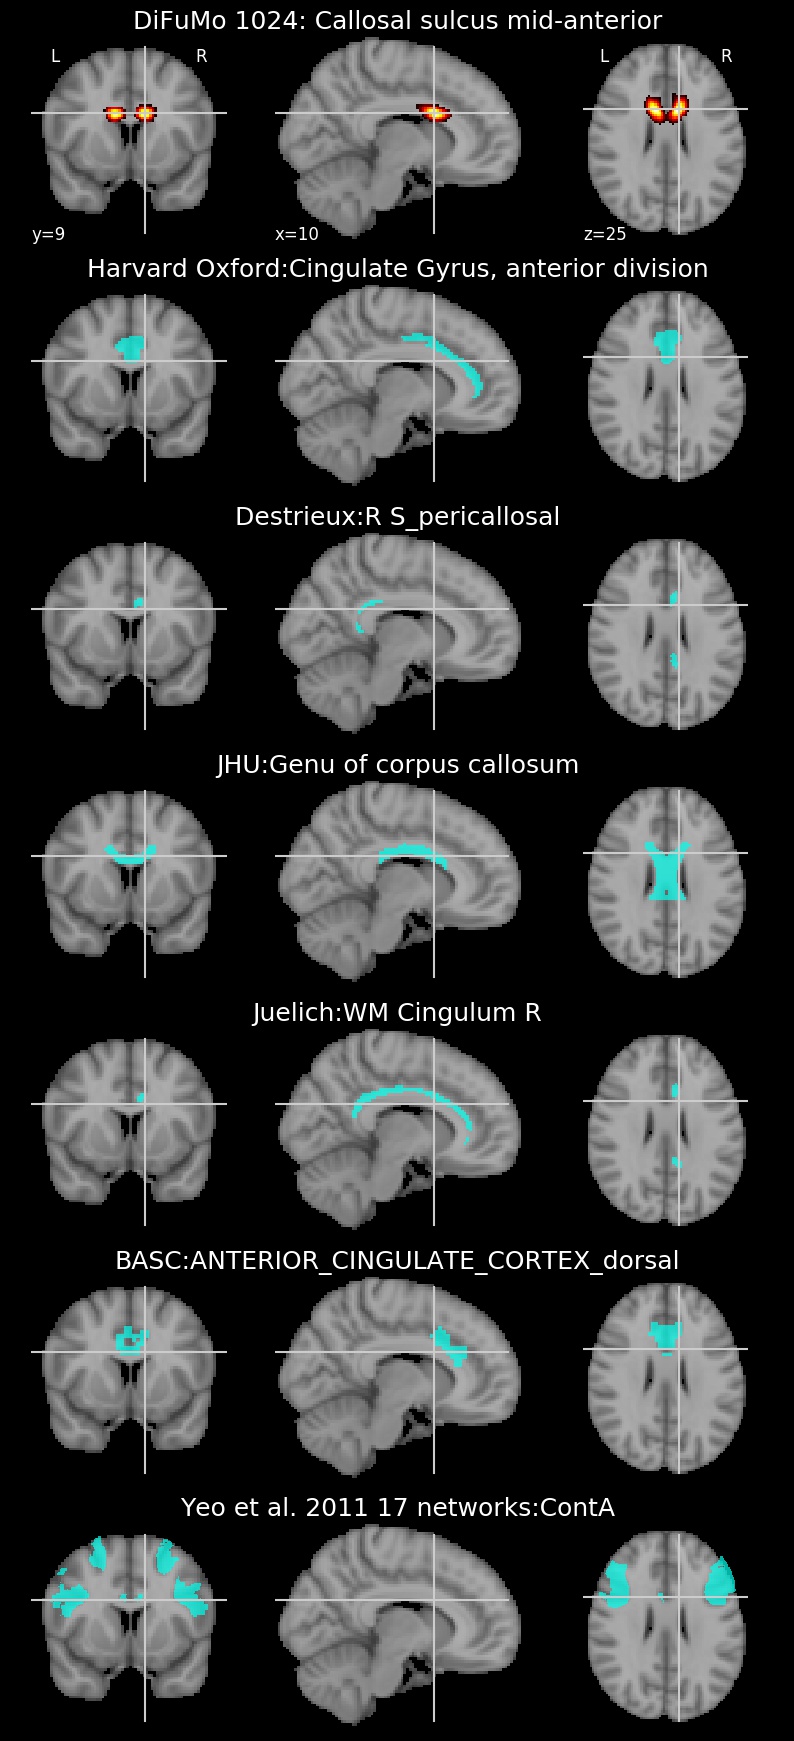 DiFuMo 1024: Callosal sulcus mid-anterior
L R L R
y=9 x=10 z=25
Harvard Oxford:Cingulate Gyrus, anterior division
Destrieux:R S_pericallosal
JHU:Genu of corpus callosum
Juelich:WM Cingulum R
BASC:ANTERIOR_CINGULATE_CORTEX_dorsal
Yeo et al. 2011 17 networks:ContA